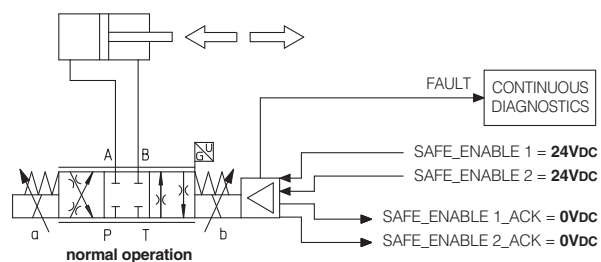 FAULT
CONTINUOUS
DIAGNOSTICS
A B
U
G
SAFE_ENABLE 1 = 24VDC
SAFE_ENABLE 2 = 24VDC
SAFE_ENABLE 1_ACK = 0VDC
SAFE_ENABLE 2_ACK = 0VDC
a P T b
normal operation